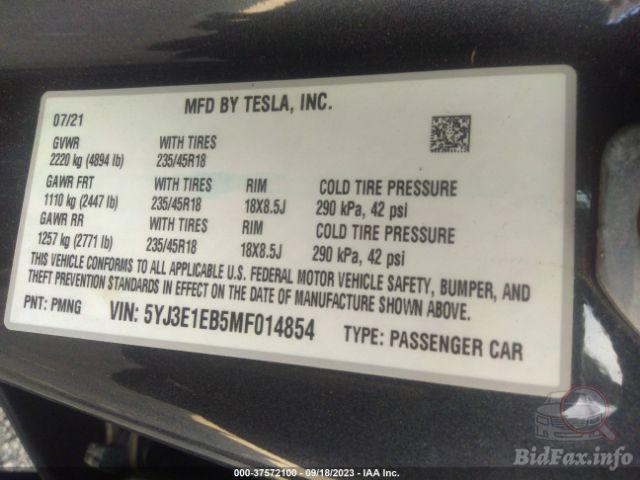 MFD BY TESLA, INC.
07/21
GVWR WITH TIRES
2220 kg (4894 lb) 235/45R18
GAWR FRT WITH TIRES RIM COLD TIRE PRESSURE
1110 kg (2447 lb) 235/45R18 18X8.5J 290 kPa, 42 psi
GAWR RR WITH TIRES RIM COLD TIRE PRESSURE
1257 kg (2771 lb) 235/45R18 18X8.5J 290 kPa, 42 psi
THIS VEHICLE CONFORMS TO ALL APPLICABLE U.S. FEDERAL MOTOR VEHICLE SAFETY, BUMPER, AND
THEFT PREVENTION STANDARDS IN EFFECT ON THE DATE OF MANUFACTURE SHOWN ABOVE.
PNT: PMNG VIN: 5YJ3E1EB5MF014854 TYPE: PASSENGER CAR
BidFax.info
000-37572100 - 09/18/2023 - IAA Inc.